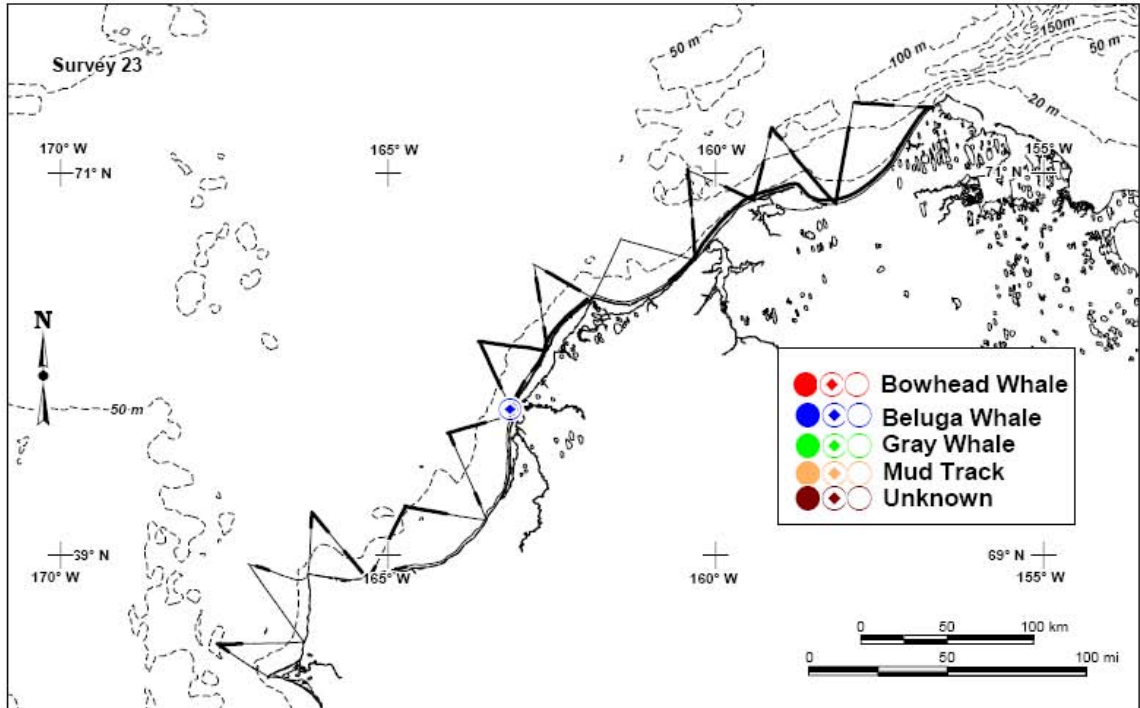 Survey 23
50 m
100 m
150m
50 m
20 m
170° W
165° W
160° W
155° W
71° N
71° N
N
50 m
Bowhead Whale
Beluga Whale
Gray Whale
Mud Track
Unknown
69° N
69° N
170° W
165° W
160° W
155° W
0 50 100 km
0 50 100 mi